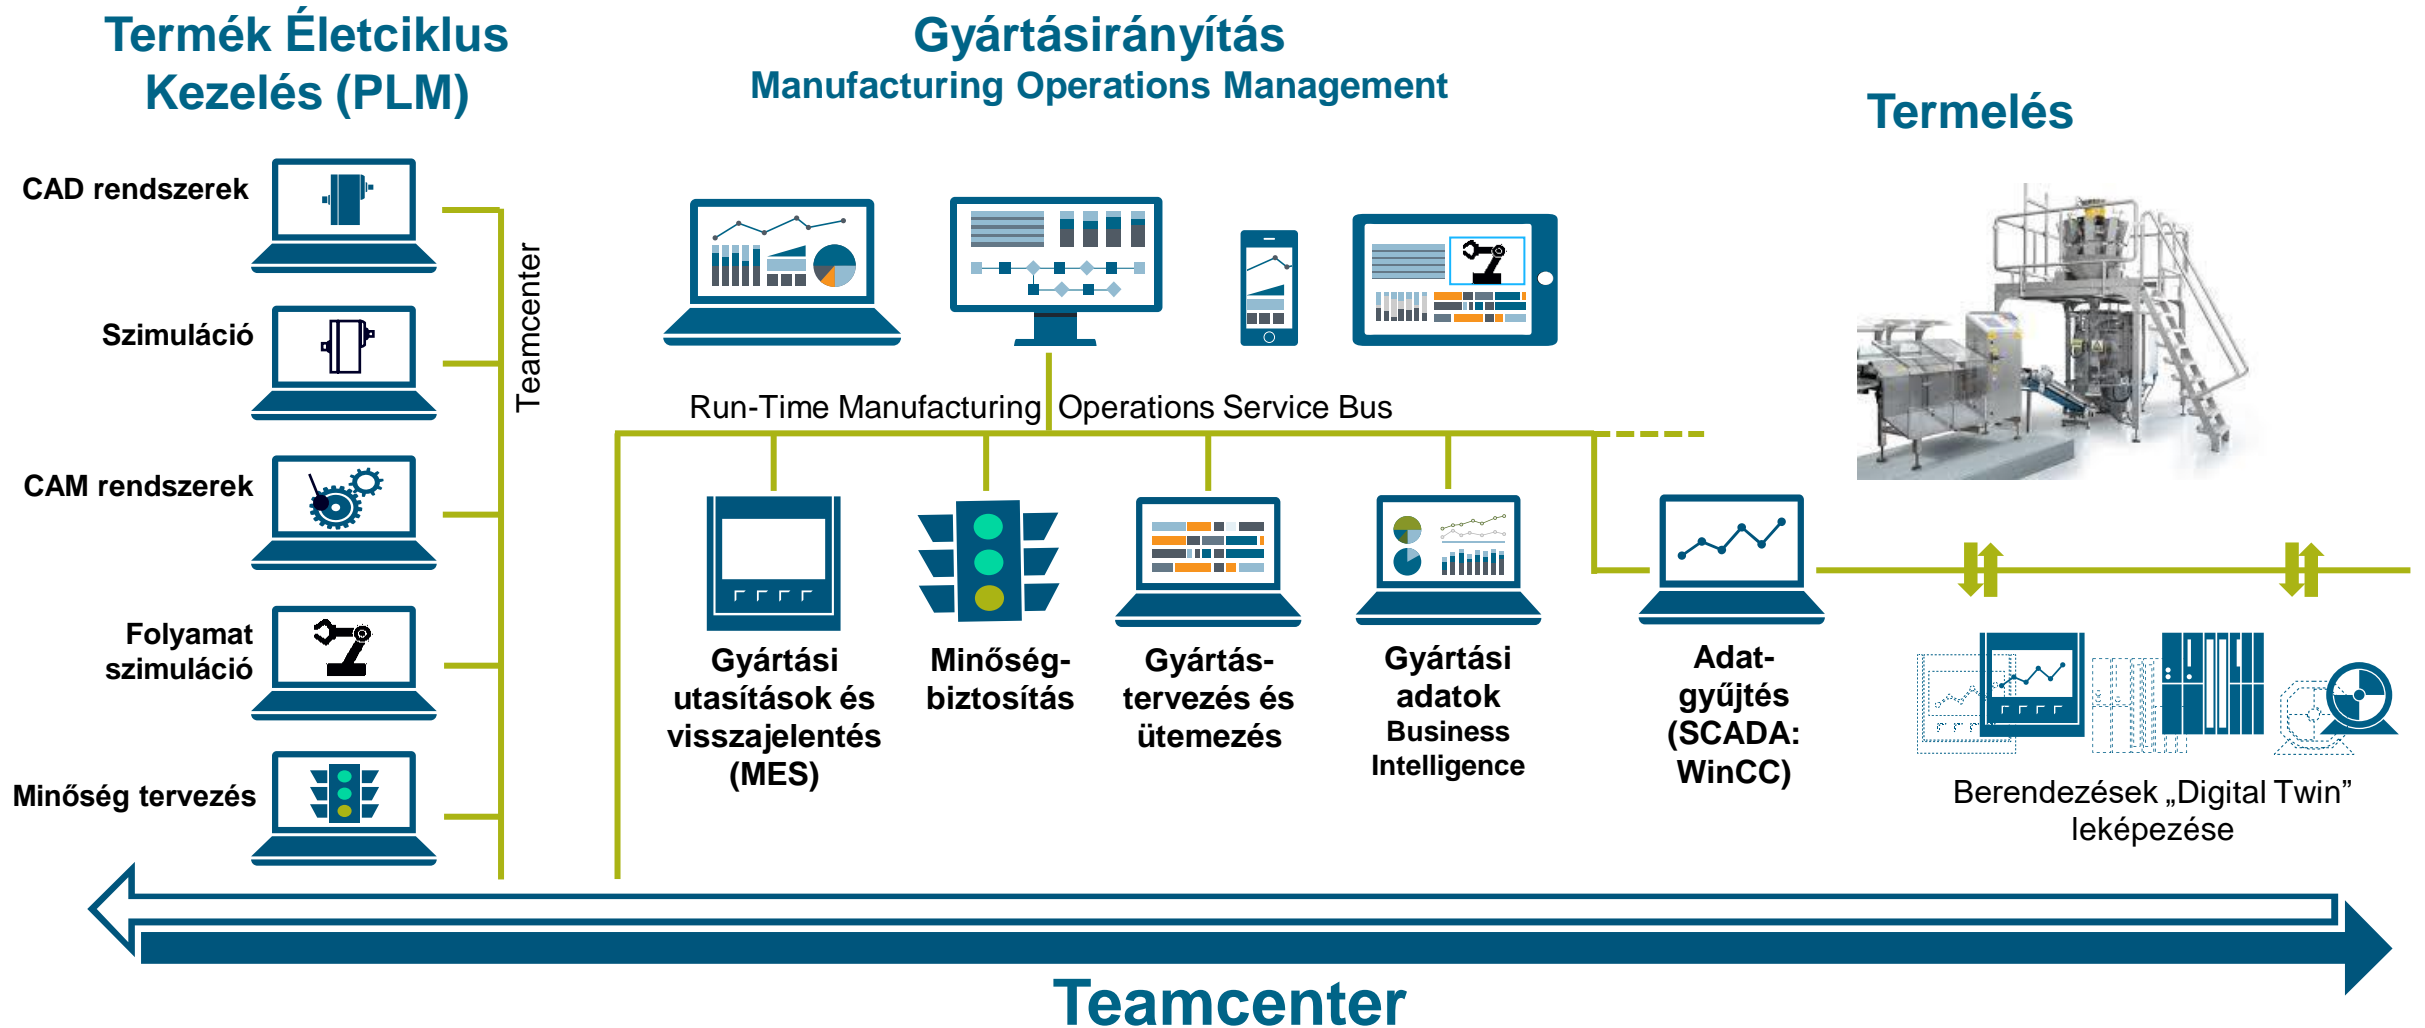 Termék Életciklus
Kezelés (PLM)
CAD rendszerek
Szimuláció
CAM rendszerek
Folyamat
szimuláció
Minőség tervezés
Teamcenter
Gyártásirányítás
Manufacturing Operations Management
Run-Time Manufacturing Operations Service Bus
Gyártási
utasítások és
visszajelentés
(MES)
Minőség-
biztosítás
Gyártás-
tervezés és
ütemezés
Gyártási
adatok
Business
Intelligence
Adat-
gyűjtés
(SCADA:
WinCC)
Termelés
Berendezések „Digital Twin”
leképezése
Teamcenter